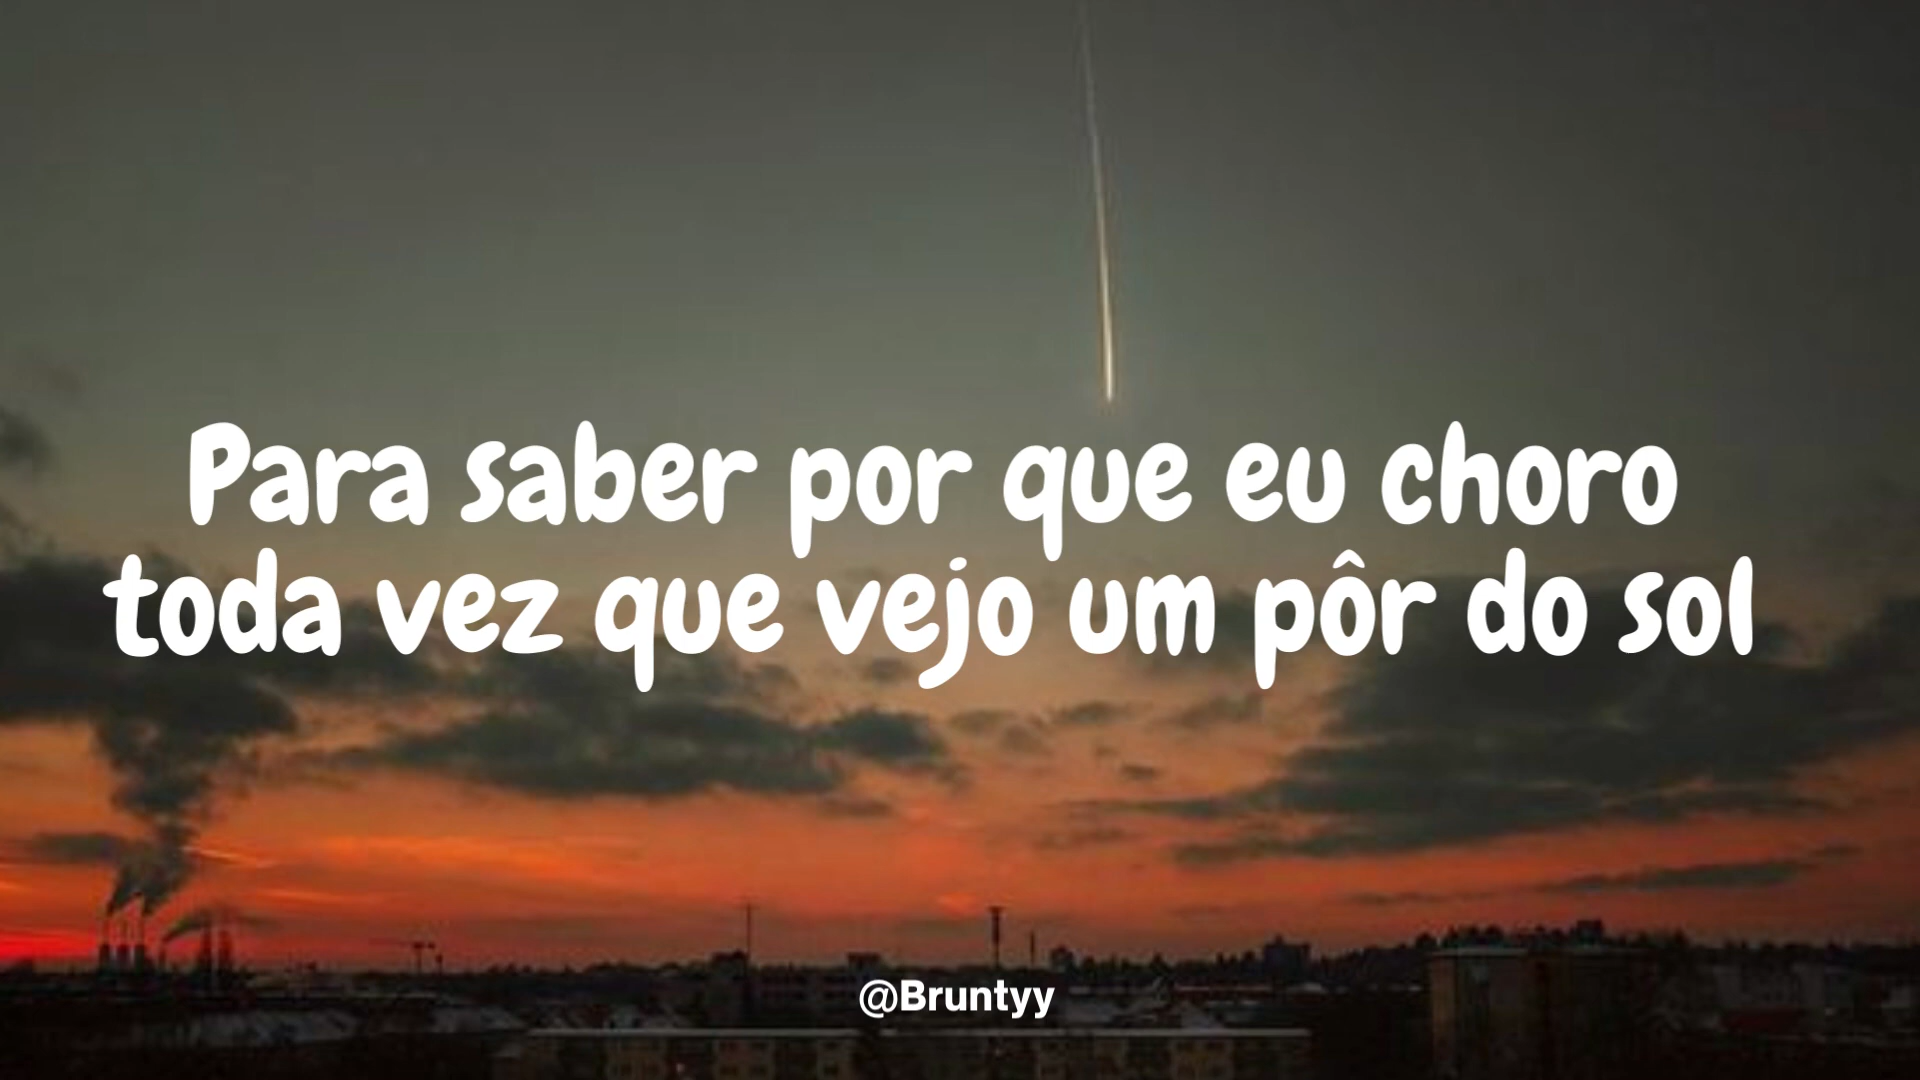 Para saber por que eu choro
toda vez que vejo um pôr do sol
@Bruntyy